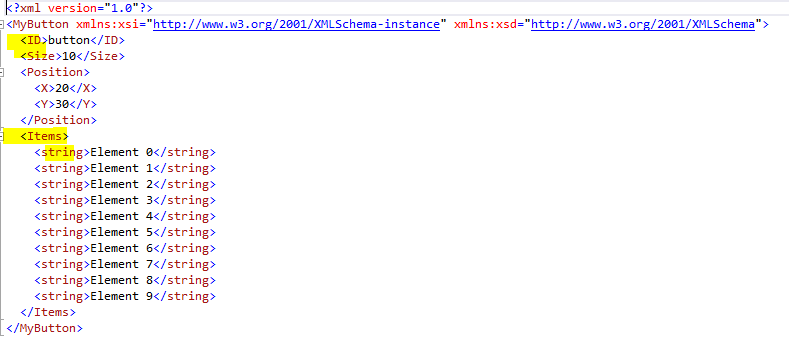 <?xml version="1.0"?>
<MyButton xmlns:xsi="http://www.w3.org/2001/XMLSchema-instance" xmlns:xsd="http://www.w3.org/2001/XMLSchema">
  <ID>button</ID>
  <Size>10</Size>
  <Position>
    <X>20</X>
    <Y>30</Y>
  </Position>
  <Items>
    <string>Element 0</string>
    <string>Element 1</string>
    <string>Element 2</string>
    <string>Element 3</string>
    <string>Element 4</string>
    <string>Element 5</string>
    <string>Element 6</string>
    <string>Element 7</string>
    <string>Element 8</string>
    <string>Element 9</string>
  </Items>
</MyButton>